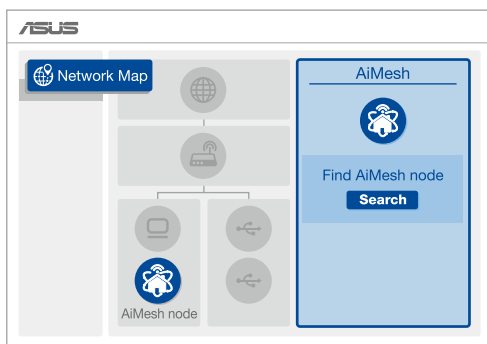 ASUS
Network Map
AiMesh
Find AiMesh node
Search
AiMesh node